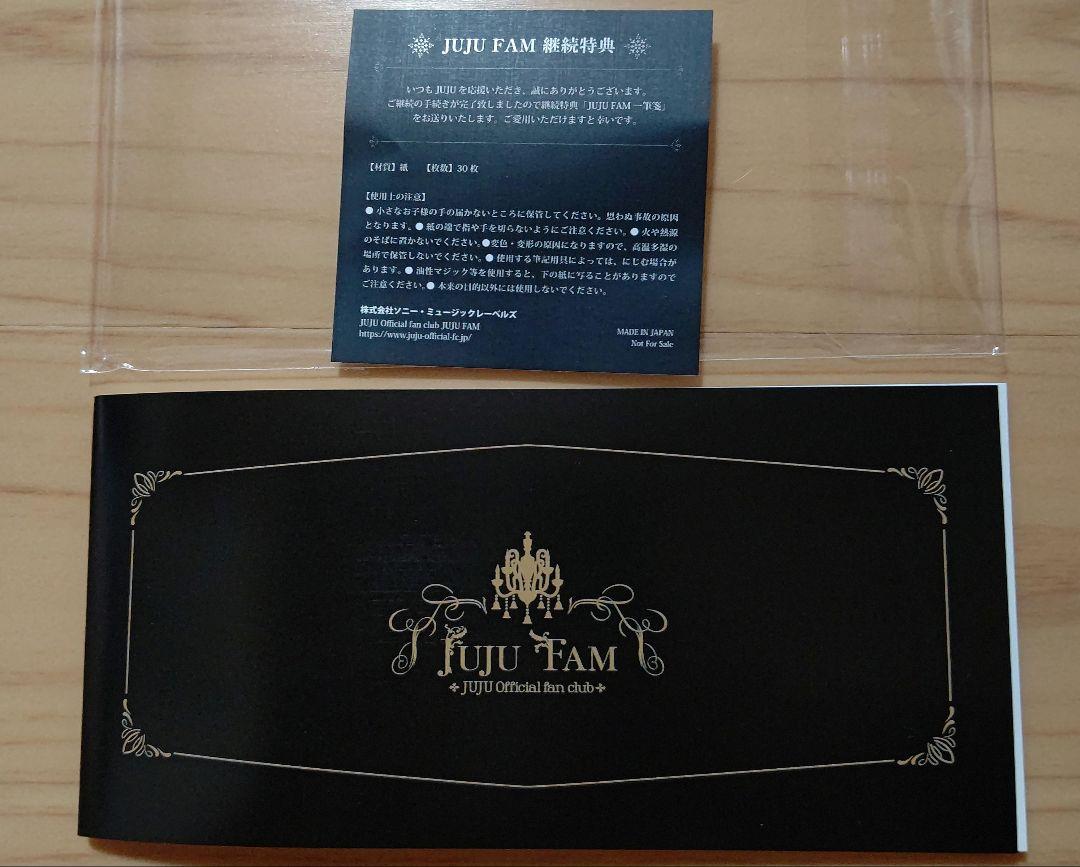 JUJU FAM 継続特典
いつも JUJU を応援いただき、誠にありがとうございます。
ご継続の手続きが完了致しましたので継続特典「JUJU FAM 一筆箋」
をお送りいたします。ご愛用いただけますと幸いです。
【材質】紙 【枚数】30 枚
【使用上の注意】
● 小さなお子様の手の届かないところに保管してください。思わぬ事故の原因
となります。● 紙の端で指や手を切らないようにご注意ください。● 火や熱源
のそばに置かないでください。●変色・変形の原因になりますので、高温多湿の
場所で保管しないでください。● 使用する筆記用具によっては、にじむ場合が
あります。● 油性マジック等を使用すると、下の紙に写ることがありますので
ご注意ください。● 本来の目的以外には使用しないでください。
株式会社ソニー・ミュージックレーベルズ
JUJU Official fan club JUJU FAM
https://www.juju-official-fc.jp/
MADE IN JAPAN
Not For Sale
JUJU FAM
JUJU Official fan club